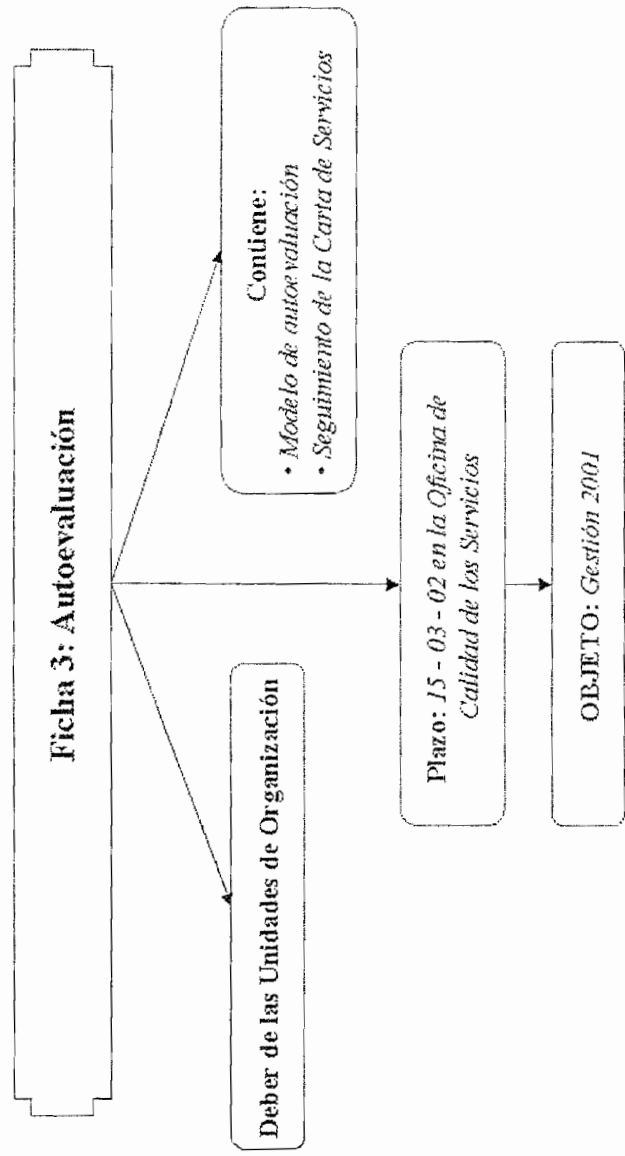 Ficha 3: Autoevaluación
Deber de las Unidades de Organización
Plazo: 15 - 03 - 02 en la Oficina de
Calidad de los Servicios
OBJETO: Gestión 2001
Contiene:
• Modelo de autoevaluación
• Seguimiento de la Carta de Servicios